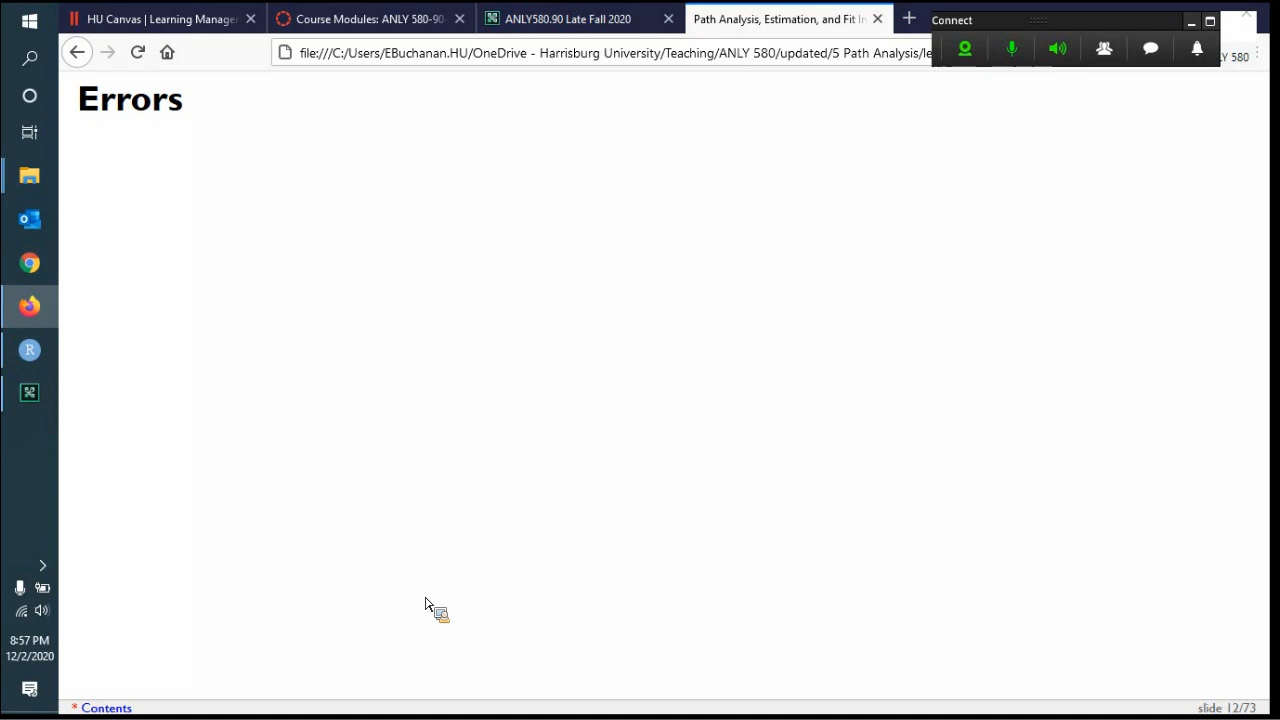 HU Canvas | Learning Manage
Course Modules: ANLY 580-90-
ANLY580.90 Late Fall 2020
Path Analysis, Estimation, and Fit In
Connect
file:///C:/Users/EBuchanan.HU/OneDrive - Harrisburg University/Teaching/ANLY 580/updated/5 Path Analysis/le
Y 580
Errors
8:57 PM
12/2/2020
* Contents
slide 12/73